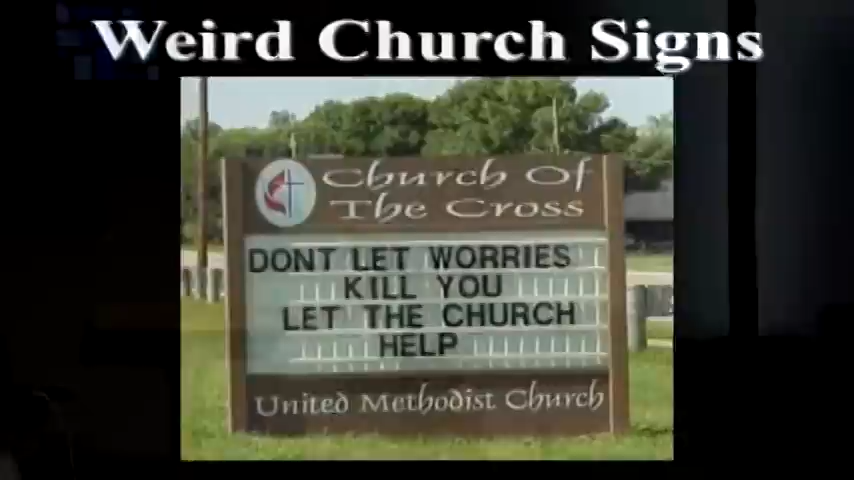 Weird Church Signs
Church Of
The Cross
DONT LET WORRIES
KILL YOU
LET THE CHURCH
HELP
United Methodist Church